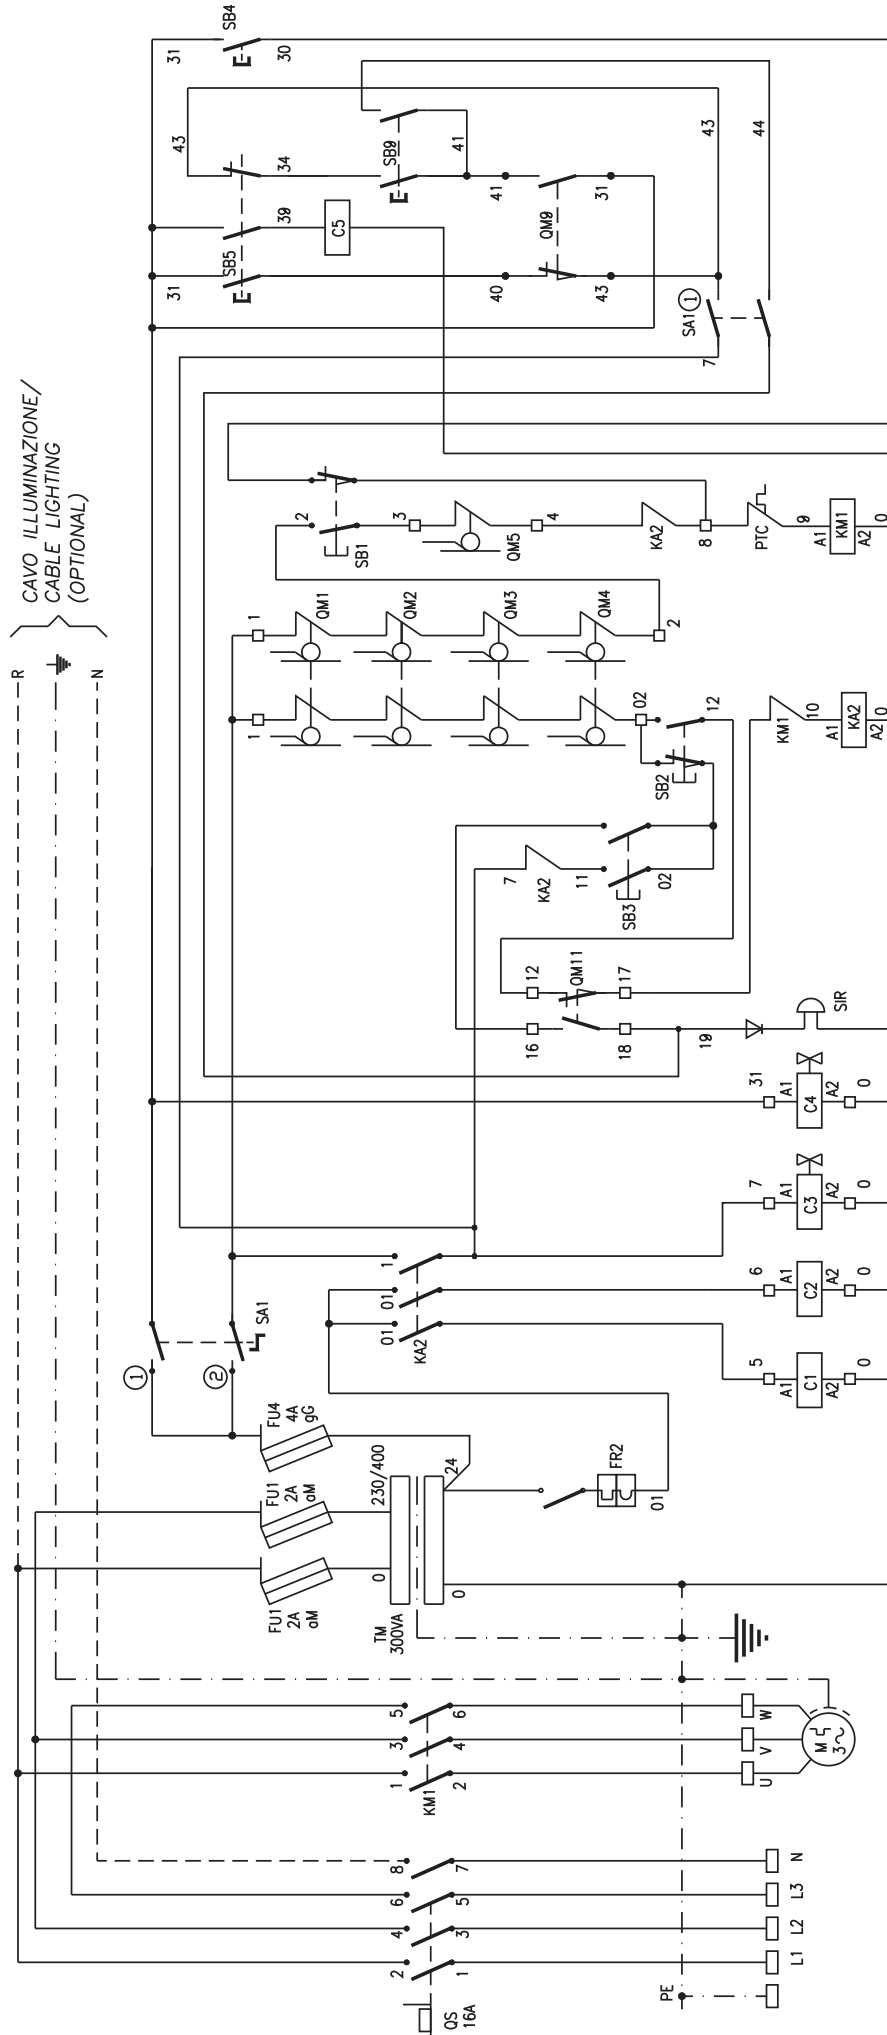 CAVO ILLUMINAZIONE/
CABLE LIGHTING
(OPTIONAL)
R
N
QS
16A
PE
L1
L2
L3
N
2
4
6
8
1
3
5
7
KM1
1
3
5
2
4
6
U
V
W
M
3~
FU1
2A
aM
FU1
2A
aM
FU4
4A
gG
TM
300VA
0
230/400
0
24
FR2
01
1
2
SA1
KA2
01
01
1
5
A1
C1
A2
0
6
A1
C2
A2
0
7
A1
C3
A2
0
31
A1
C4
A2
0
16
12
QM11
18
17
19
SIR
7
KA2
11
SB3
02
SB2
02
12
KM1
10
A1
KA2
A2
0
1
1
QM1
QM2
QM3
QM4
2
2
SB1
3
QM5
4
KA2
8
PTC
9
A1
KM1
A2
0
7
SA1
1
31
SB5
39
34
43
C5
SB9
41
40
41
QM9
43
31
43
44
31
SB4
30